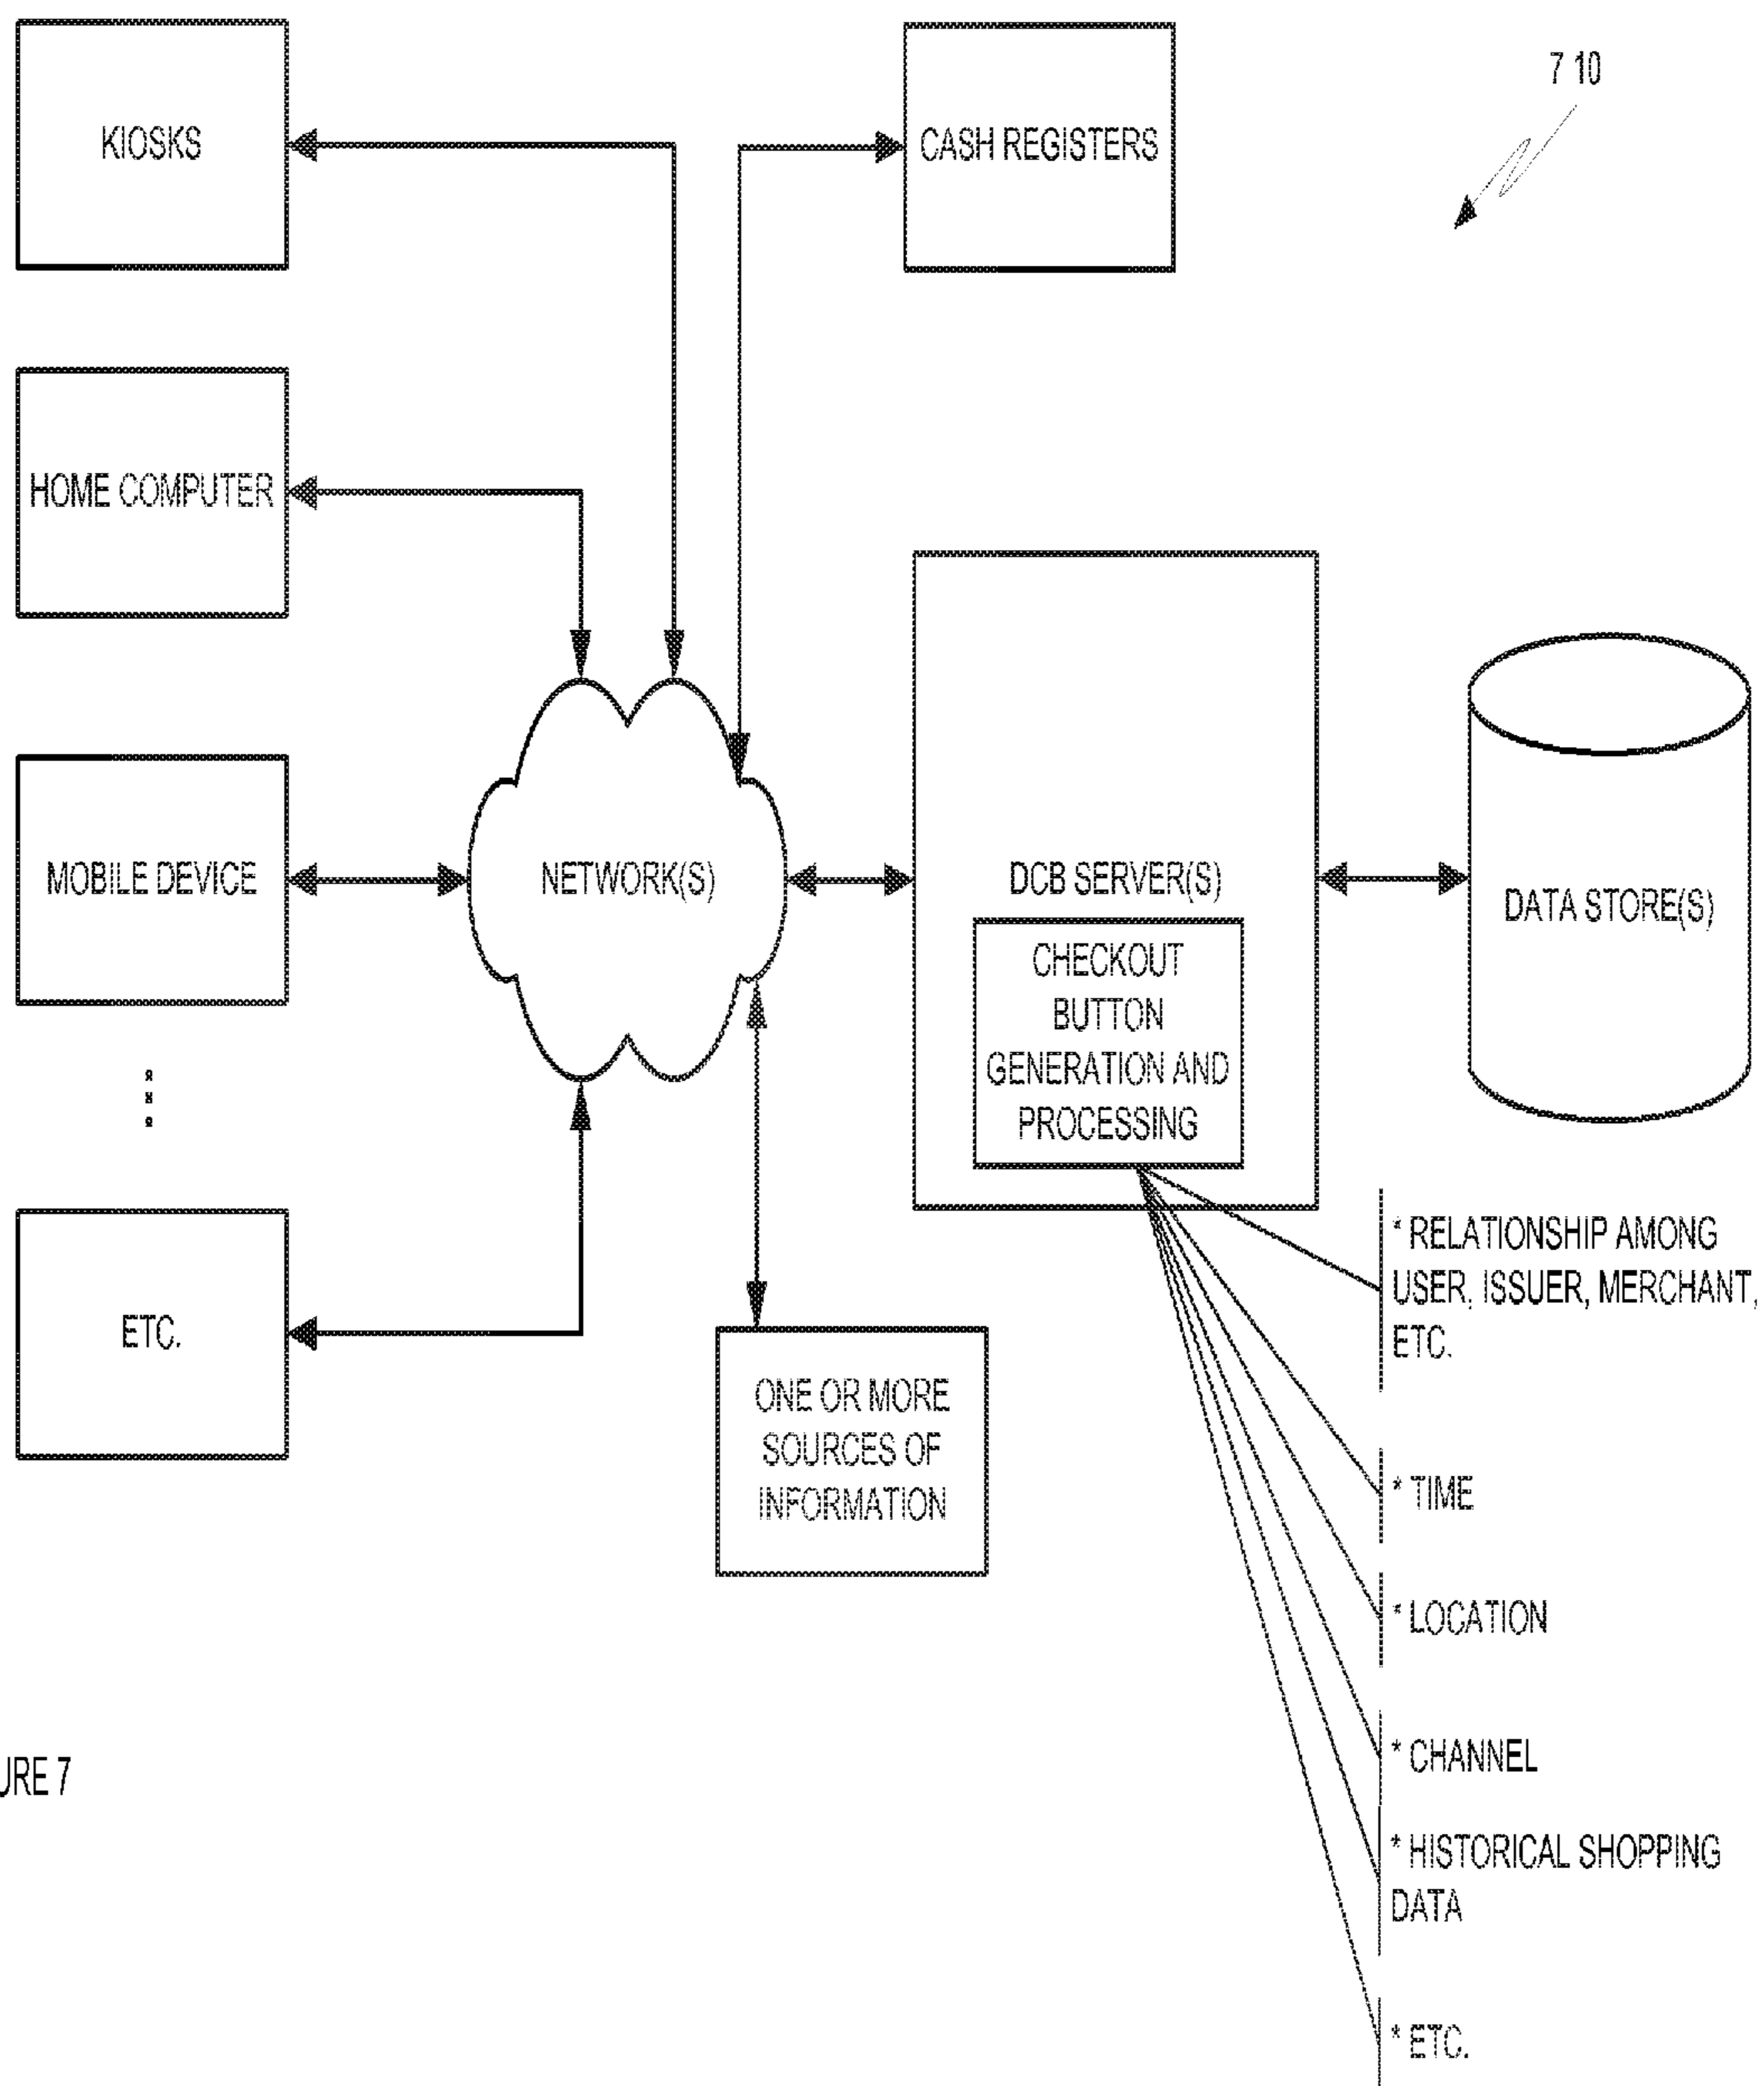 7 10
KIOSKS
CASH REGISTERS
HOME COMPUTER
MOBILE DEVICE
NETWORK(S)
DCB SERVER(S)
DATA STORE(S)
CHECKOUT
BUTTON
GENERATION AND
PROCESSING
ETC.
ONE OR MORE
SOURCES OF
INFORMATION
* RELATIONSHIP AMONG
USER, ISSUER, MERCHANT,
ETC.
* TIME
* LOCATION
* CHANNEL
* HISTORICAL SHOPPING
DATA
* ETC.
URE 7